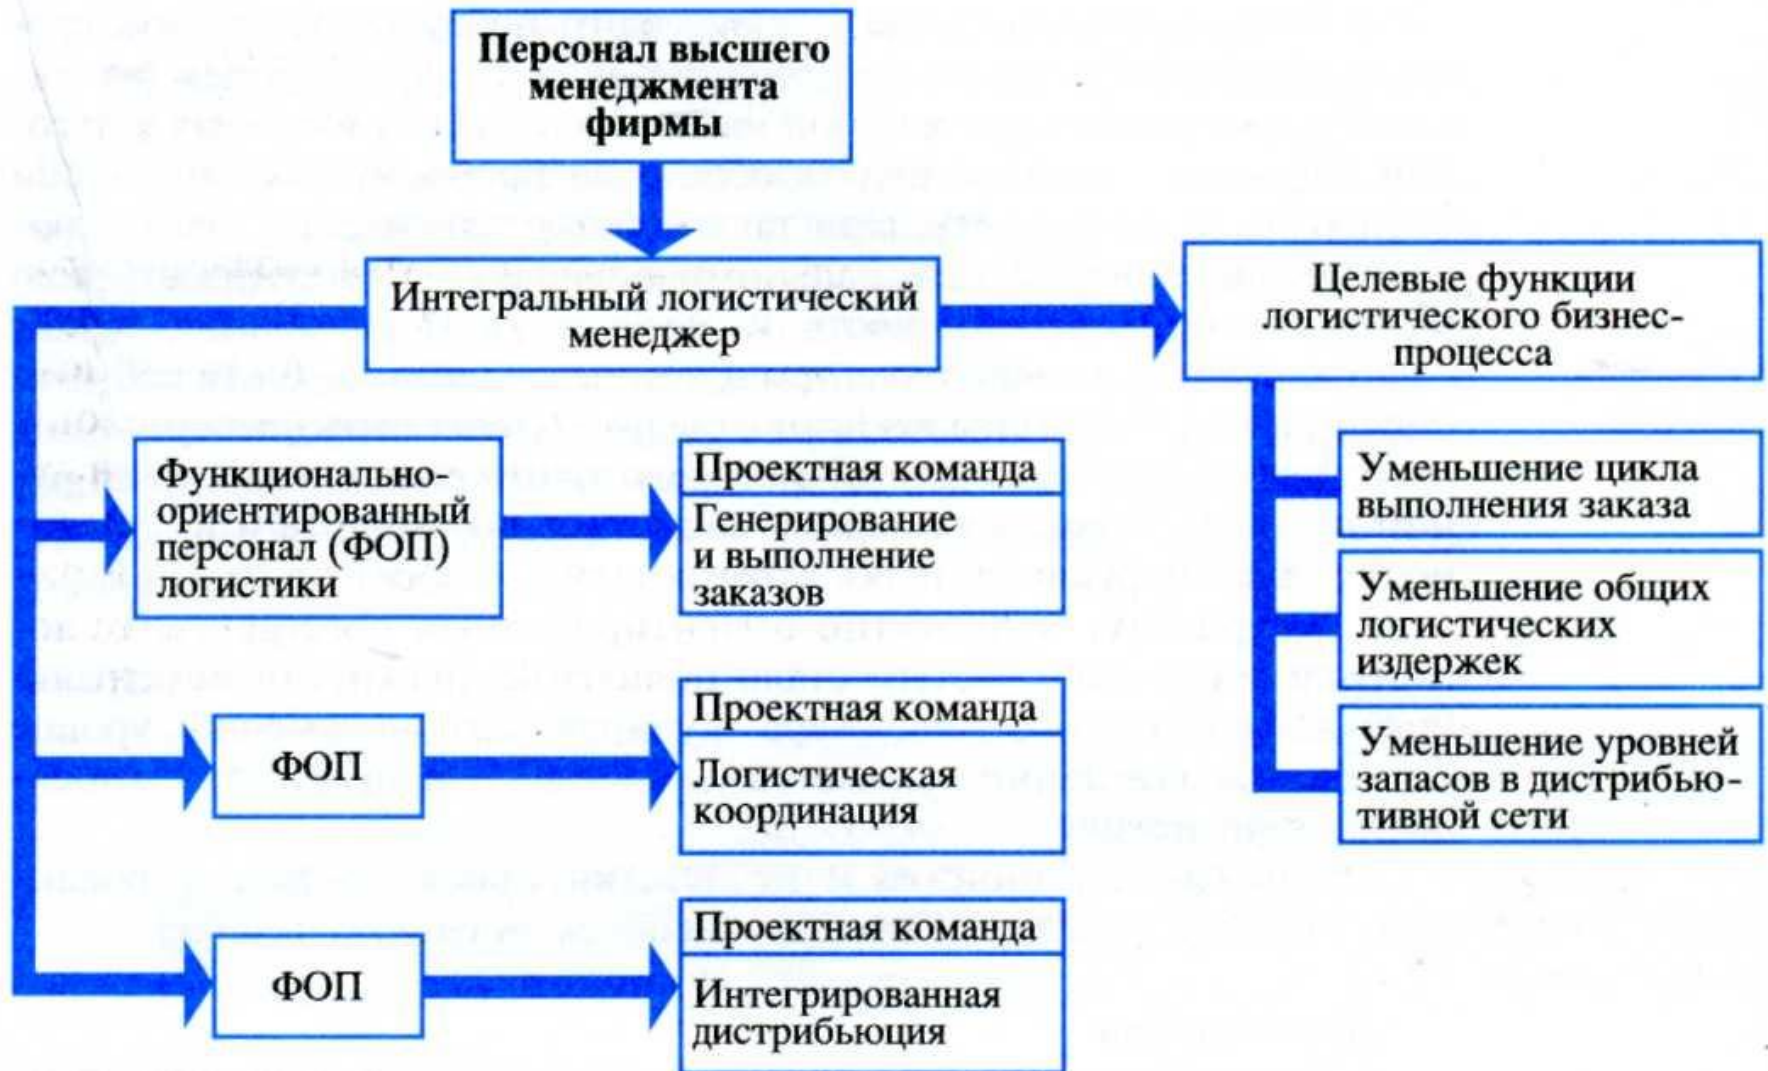 Персонал высшего
менеджмента
фирмы
Интегральный логистический
менеджер
Целевые функции
логистического бизнес-
процесса
Функционально-
ориентированный
персонал (ФОП)
логистики
Проектная команда
Генерирование
и выполнение
заказов
Уменьшение цикла
выполнения заказа
Уменьшение общих
логистических
издержек
ФОП
Проектная команда
Логистическая
координация
Уменьшение уровней
запасов в дистрибью-
тивной сети
ФОП
Проектная команда
Интегрированная
дистрибьюция